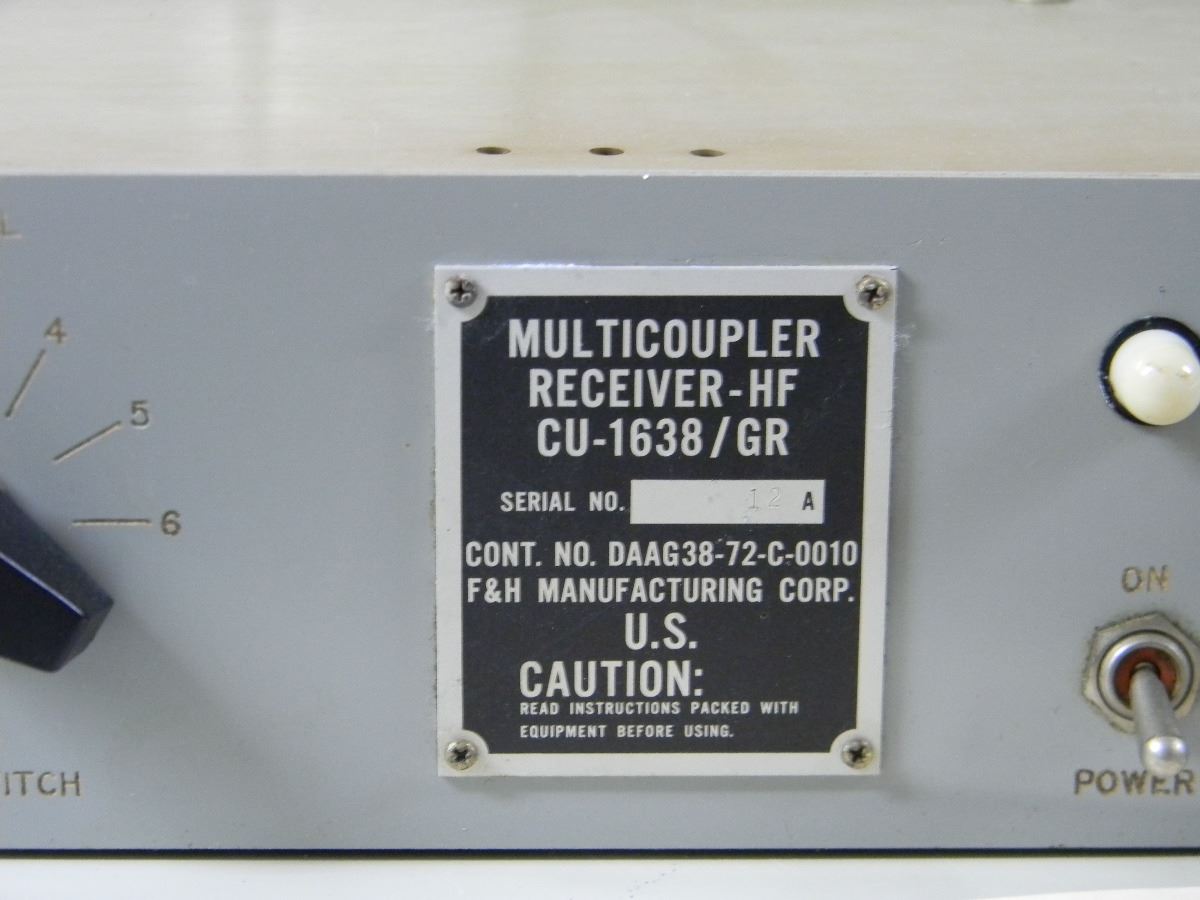 4
5
6
ITCH
MULTICOUPLER
RECEIVER-HF
CU-1638/GR
SERIAL NO. 12 A
CONT. NO. DAAG38-72-C-0010
F&H MANUFACTURING CORP.
U.S.
CAUTION:
READ INSTRUCTIONS PACKED WITH
EQUIPMENT BEFORE USING.
ON
POWER